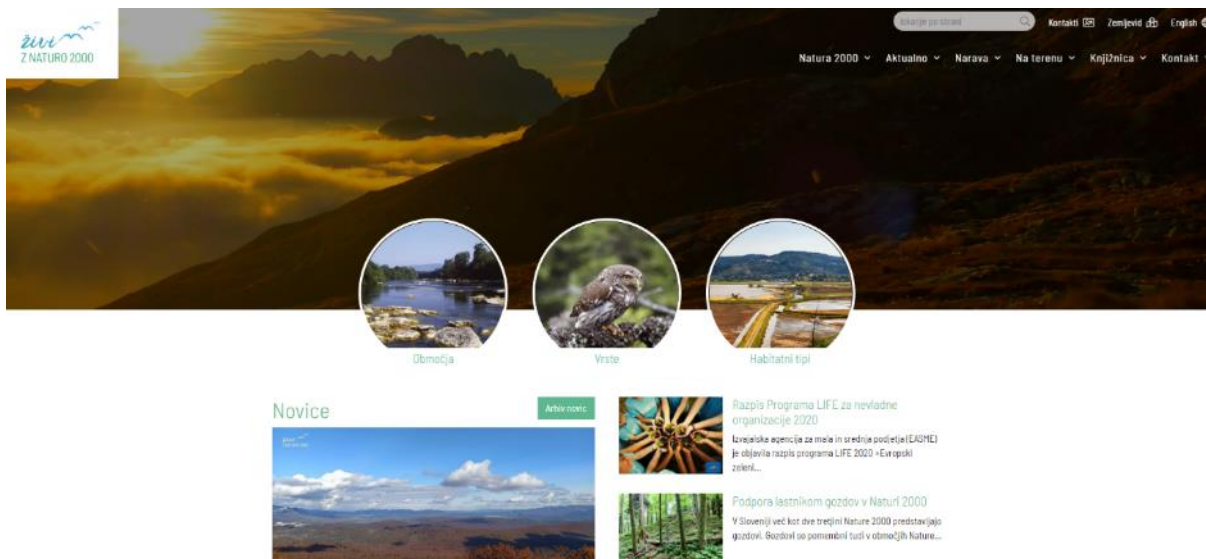 živi
Z NATURO 2000
Iskanje po strani
Kontakti
Zemljevid
English
Natura 2000
Aktualno
Narava
Na terenu
Knjižnica
Kontakt
Območja
Vrste
Habitatni tipi
Novice
Arhiv novic
Razpis Programa LIFE za nevladne
organizacije 2020
Izvajalska agencija za mala in srednja podjetja (EASME)
je objavila razpis programa LIFE 2020 »Evropski
zeleni...
Podpora lastnikom gozdov v Naturi 2000
V Sloveniji več kot dve tretjini Nature 2000 predstavljajo
gozdovi. Gozdovi so pomembni tudi v območjih Nature...